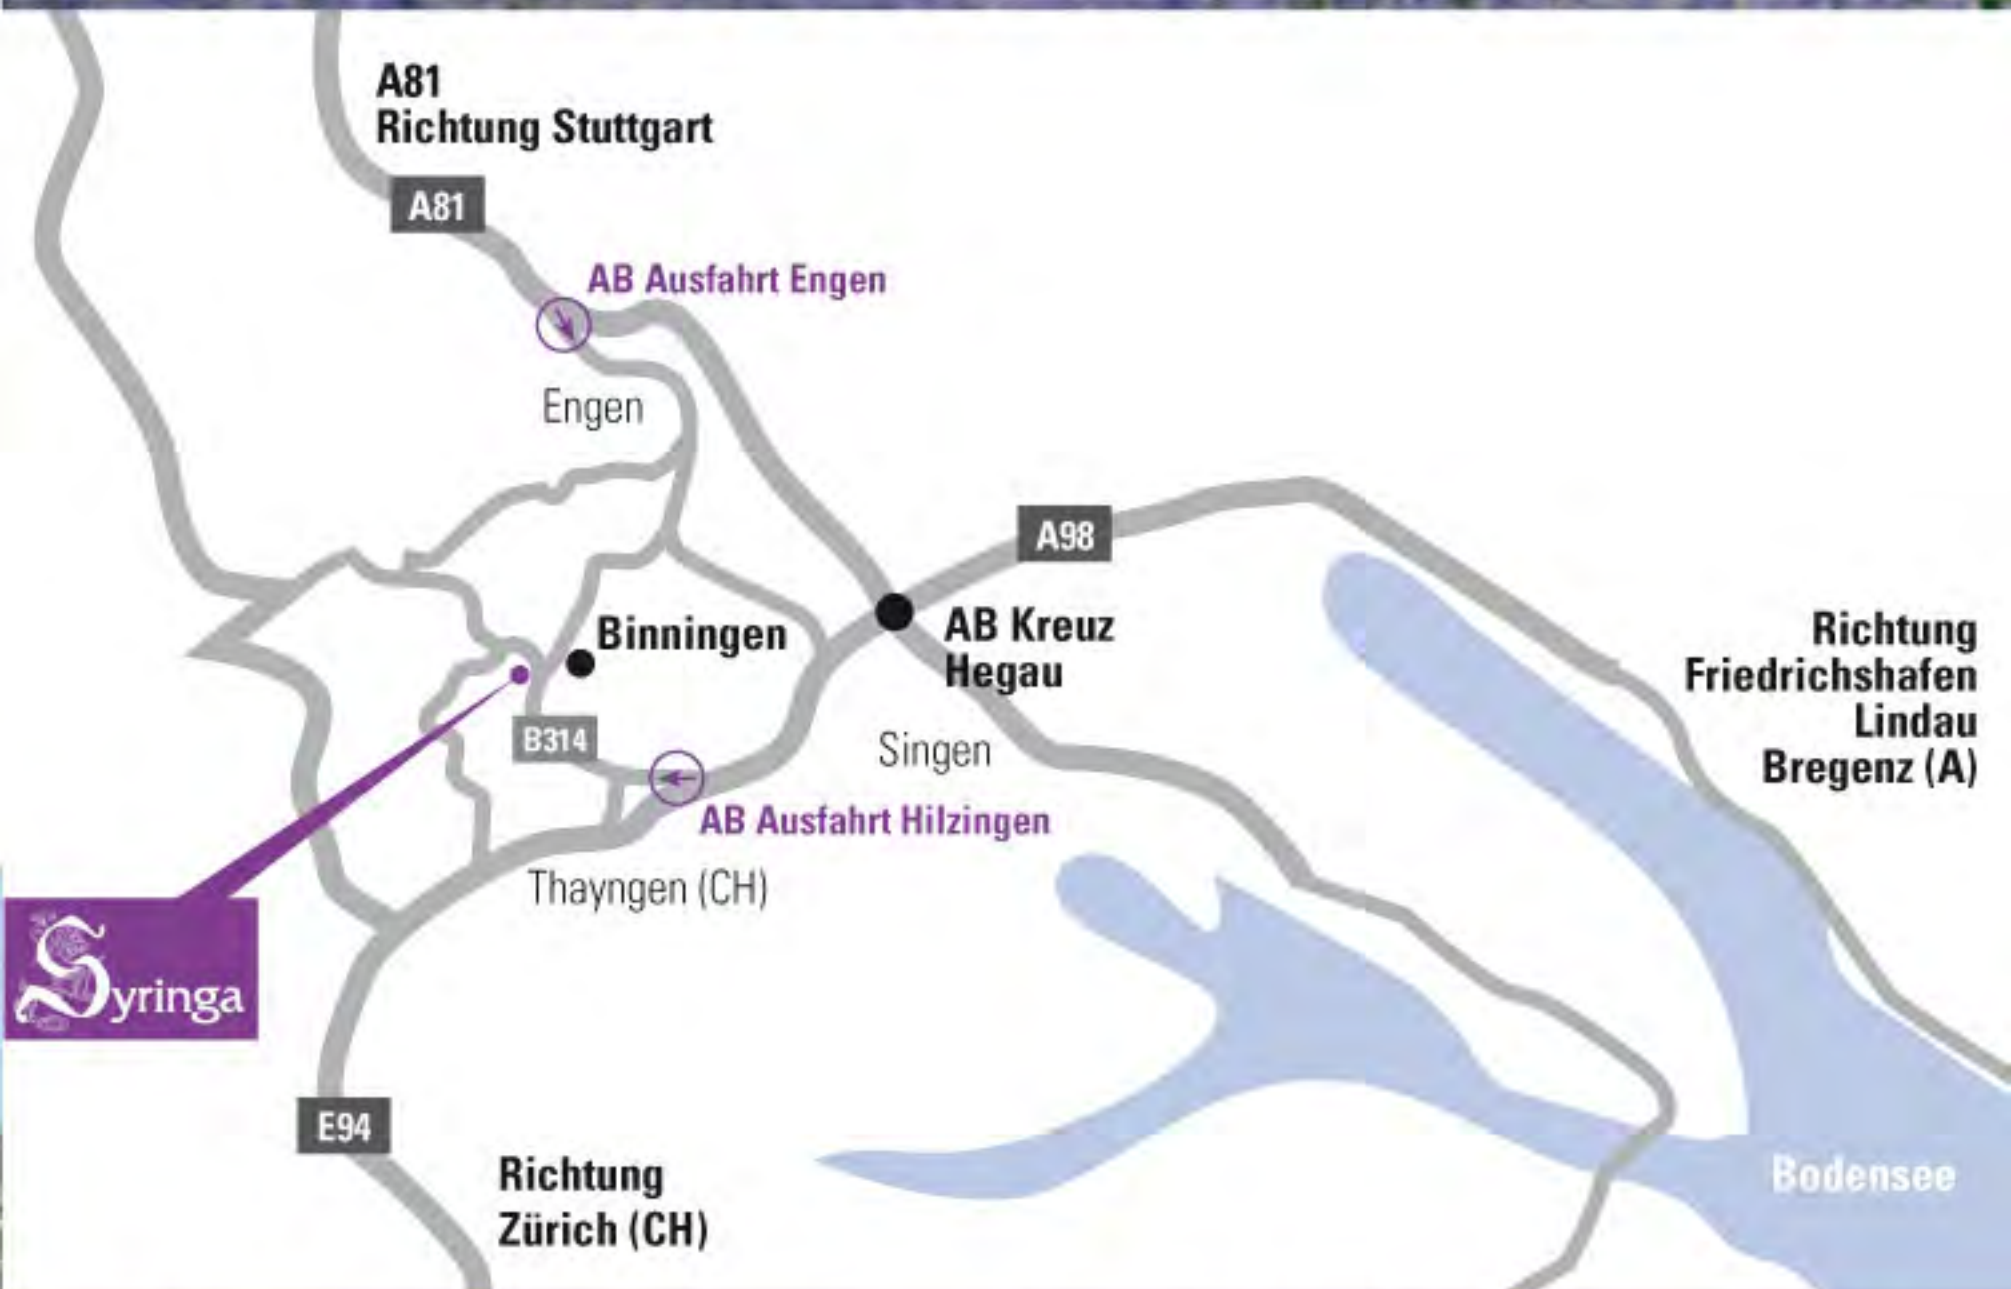 A81
Richtung Stuttgart
A81
AB Ausfahrt Engen
Engen
A98
Binningen
AB Kreuz
Hegau
Richtung
Friedrichshafen
Lindau
Bregenz (A)
B314
Singen
AB Ausfahrt Hilzingen
Thayngen (CH)
Syringa
E94
Richtung
Zürich (CH)
Bodensee